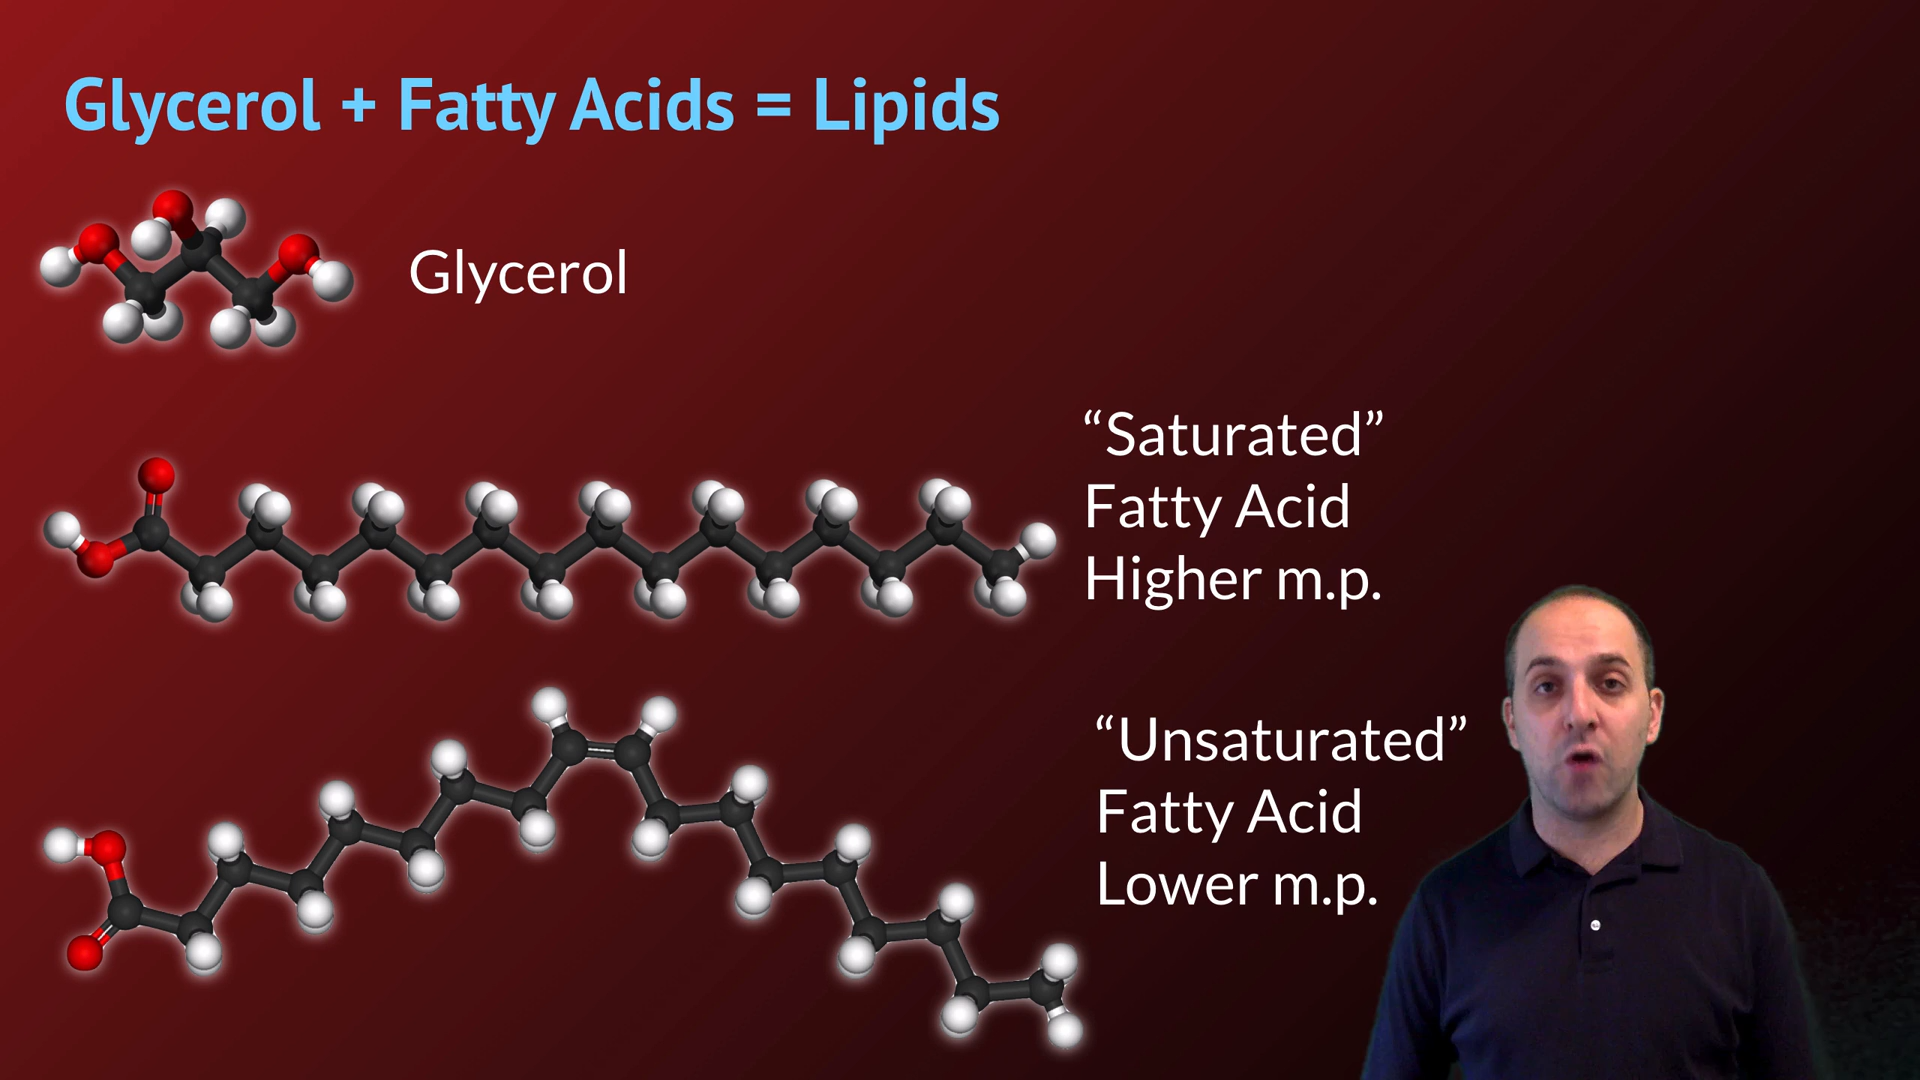 Glycerol + Fatty Acids = Lipids
Glycerol
“Saturated”
Fatty Acid
Higher m.p.
“Unsaturated”
Fatty Acid
Lower m.p.